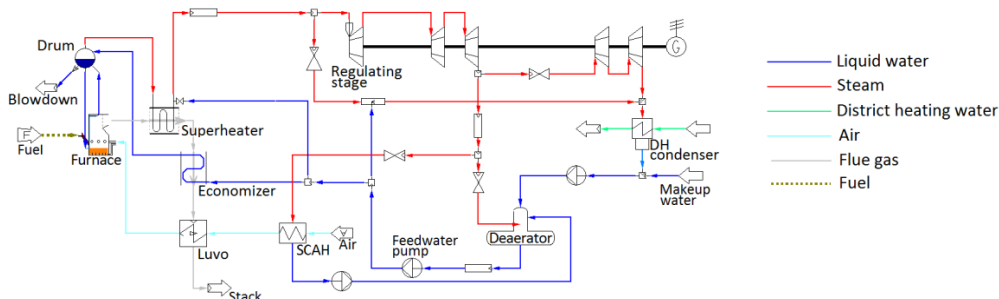 Drum
Blowdown
F
Fuel
Furnace
Superheater
Economizer
Luvo
Stack
SCAH
Air
Regulating
stage
G
Feedwater
pump
Deaerator
DH
condenser
Makeup
water
Liquid water
Steam
District heating water
Air
Flue gas
Fuel